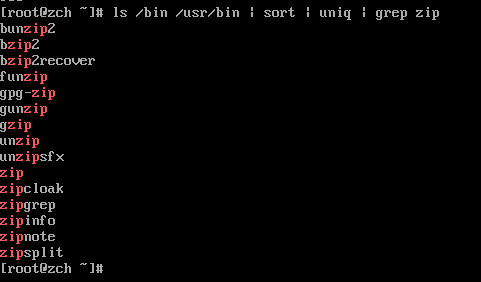 [root@zch ~]# ls /bin /usr/bin | sort | uniq | grep zip
bunzip2
bzip2
bzip2recover
funzip
gpg-zip
gunzip
gzip
unzip
unzipsfx
zip
zipcloak
zipgrep
zipinfo
zipnote
zipsplit
[root@zch ~]#